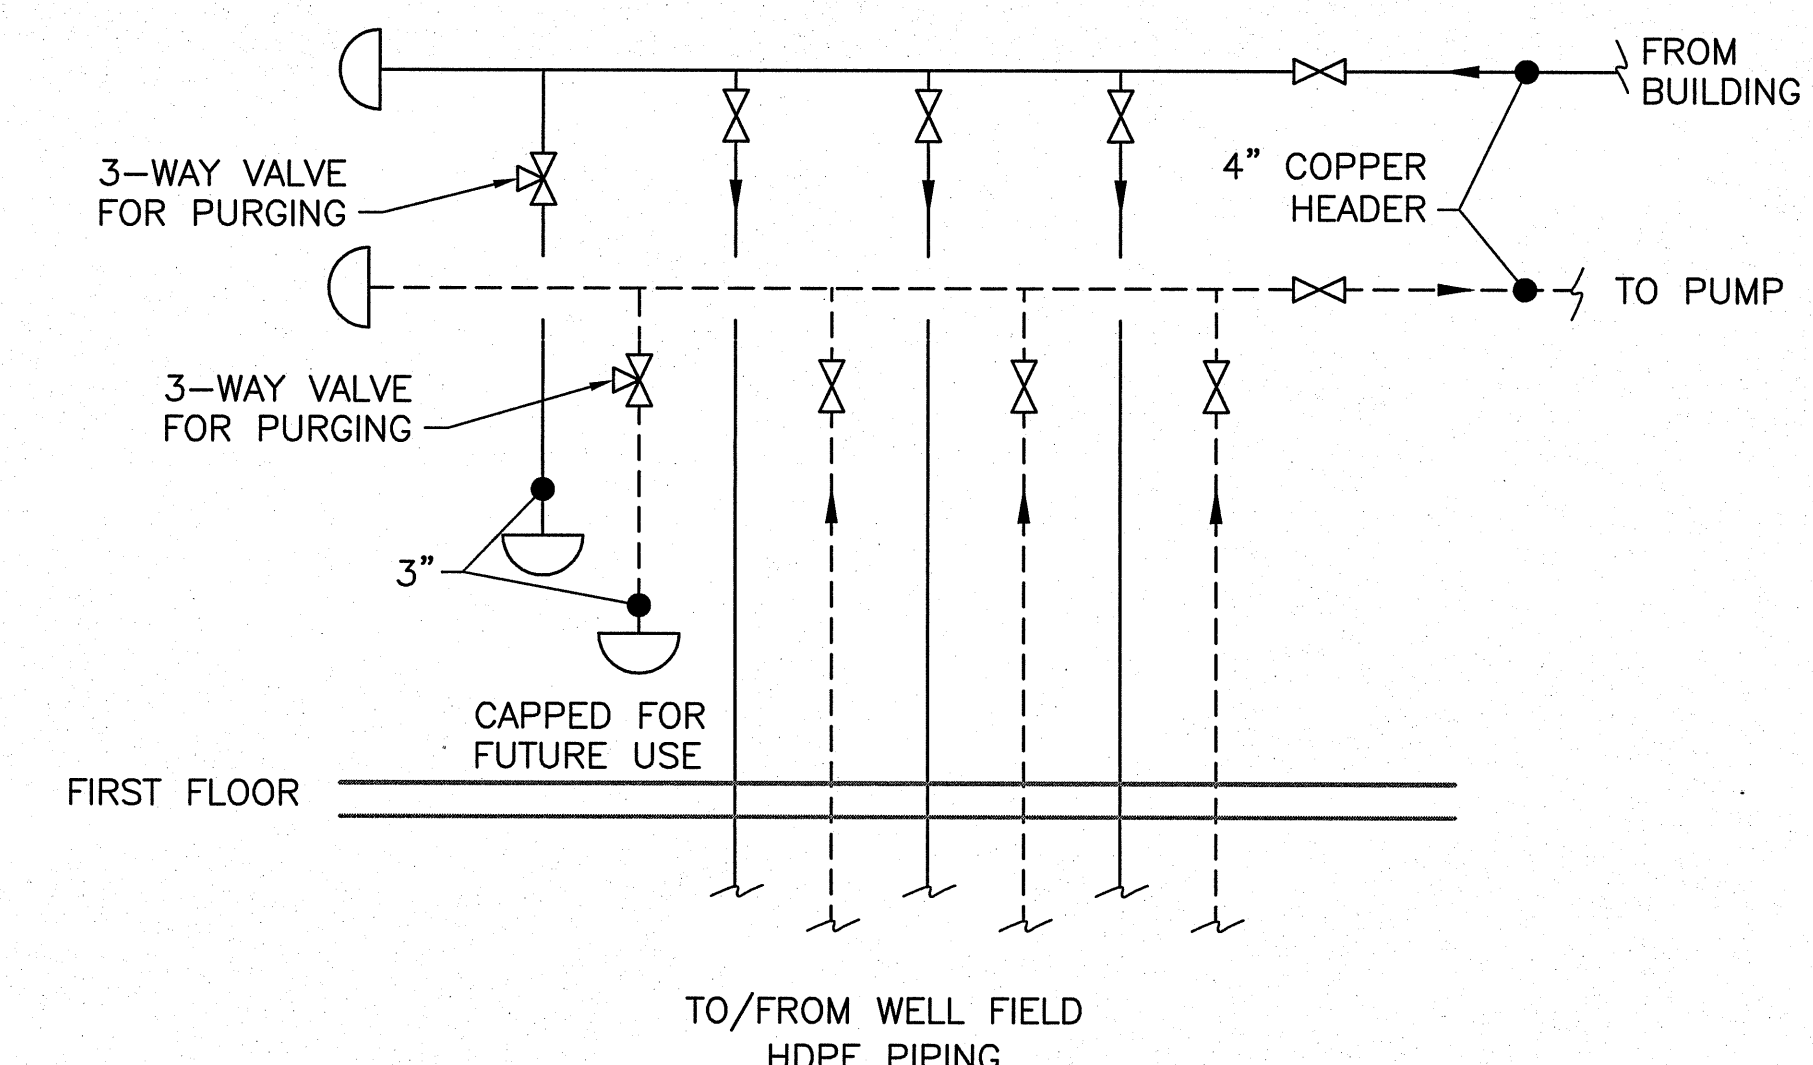 FROM
BUILDING
3-WAY VALVE
FOR PURGING
4" COPPER
HEADER
TO PUMP
3-WAY VALVE
FOR PURGING
3"
CAPPED FOR
FUTURE USE
FIRST FLOOR
TO/FROM WELL FIELD
HDPE PIPING